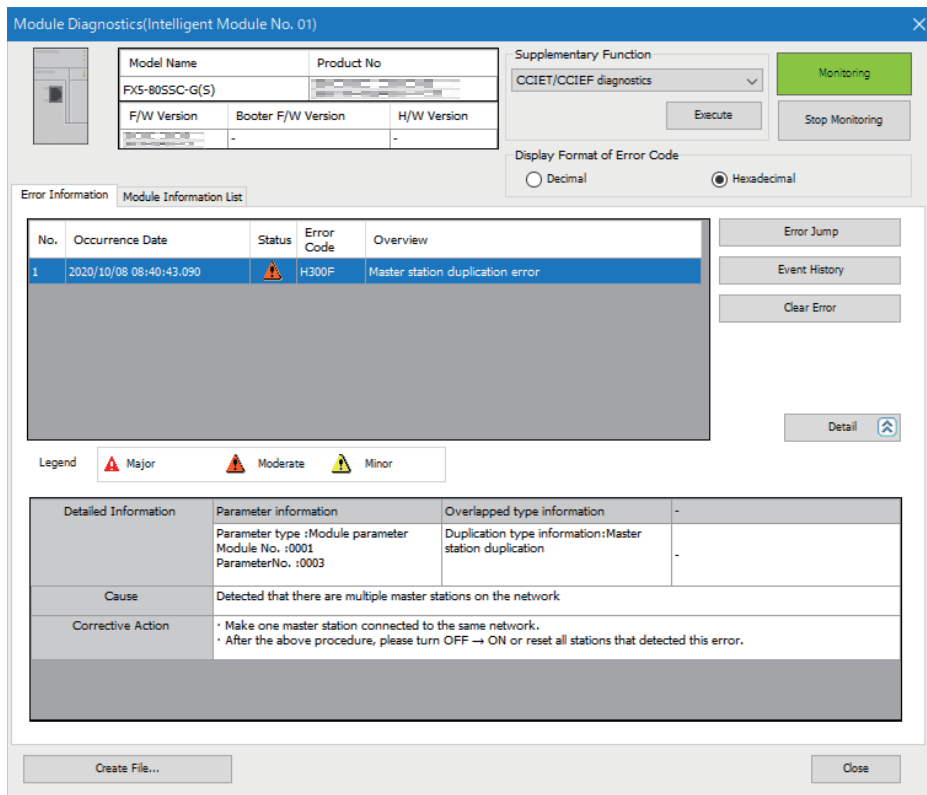 Module Diagnostics(Intelligent Module No. 01)
Model Name Product No
FX5-80SSC-G(S)
F/W Version Booter F/W Version H/W Version
- -
Supplementary Function
CCIET/CCIEF diagnostics
Execute
Monitoring
Stop Monitoring
Display Format of Error Code
Decimal Hexadecimal
Error Information Module Information List
No. Occurrence Date Status Error Code Overview
1 2020/10/08 08:40:43.090 H300F Master station duplication error
Error Jump
Event History
Clear Error
Detail
Legend Major Moderate Minor
Detailed Information Parameter information Overlapped type information -
Parameter type :Module parameter
Module No. :0001
ParameterNo. :0003
Duplication type information:Master
station duplication
-
Cause Detected that there are multiple master stations on the network
Corrective Action · Make one master station connected to the same network.
· After the above procedure, please turn OFF → ON or reset all stations that detected this error.
Create File... Close